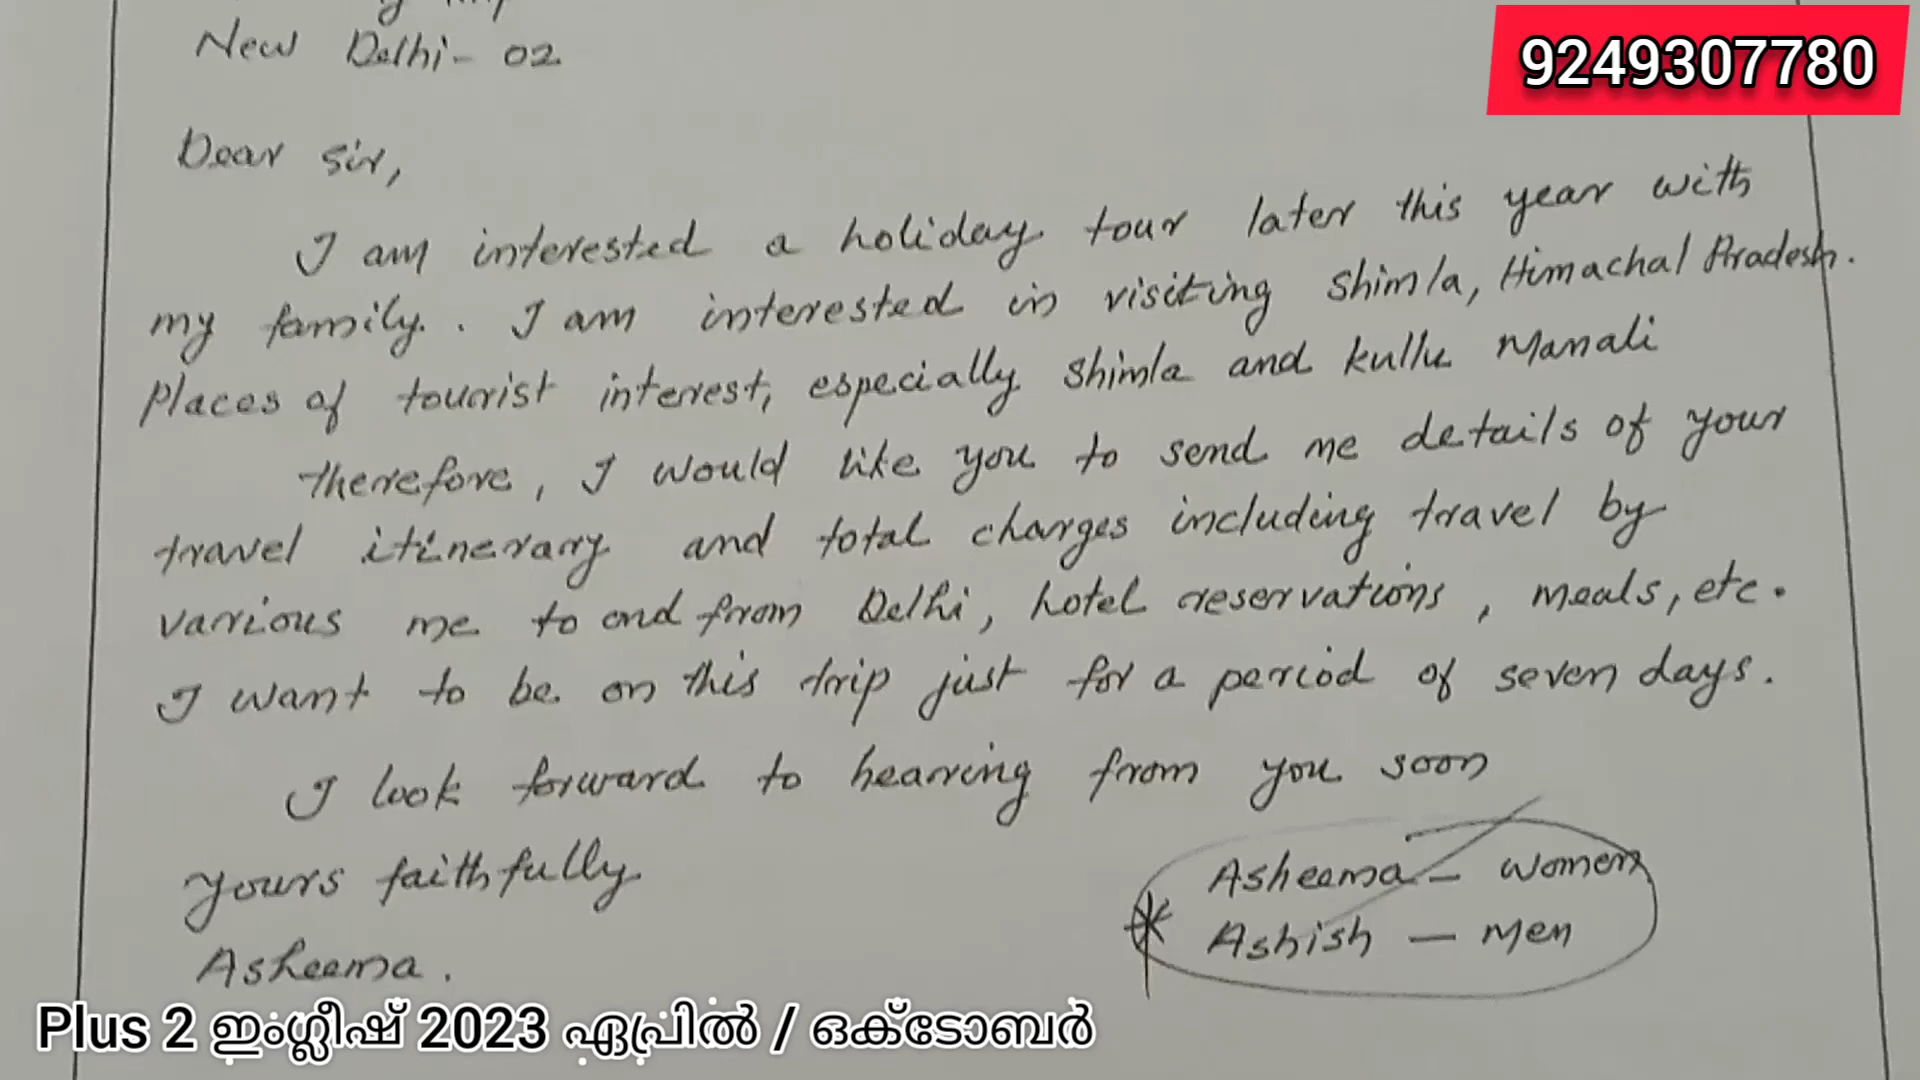 New Delhi - 02
9249307780
Dear Sir,
I am interested a holiday tour later this year with
my family. . I am interested in visiting Shimla, Himachal Pradesh.
Places of tourist interest, especially Shimla and kullu Manali
Therefore, I would like you to send me details of your
travel itinerary and total charges including travel by
various me to and from Delhi, hotel reservations, meals, etc.
I want to be on this trip just for a period of seven days.
I look forward to hearing from you soon
Yours faithfully
Asheema.
* Asheema - women
Ashish - Men
Plus 2 ഇംഗ്ലീഷ് 2023 ഏപ്രിൽ / ഒക്ടോബർ